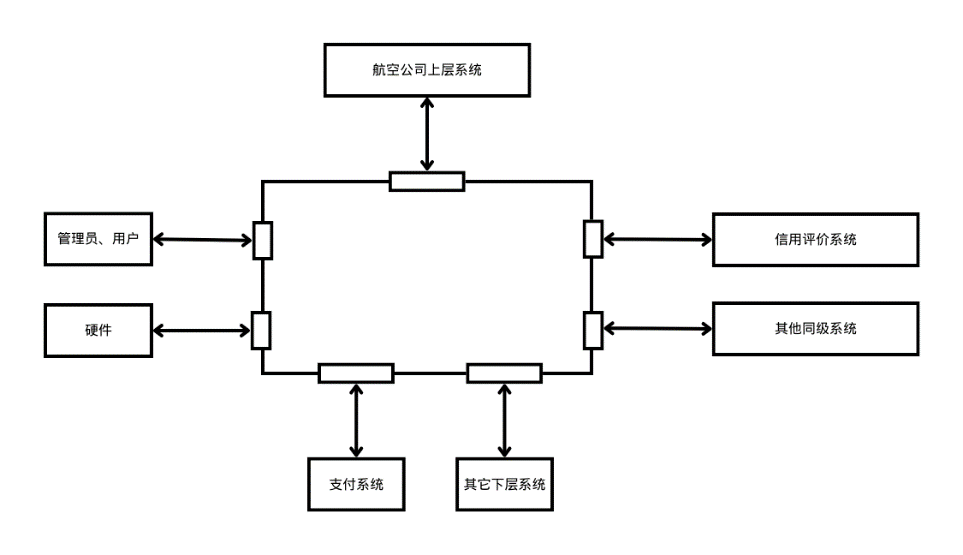 航空公司上层系统
管理员、用户
信用评价系统
硬件
其他同级系统
支付系统
其它下层系统